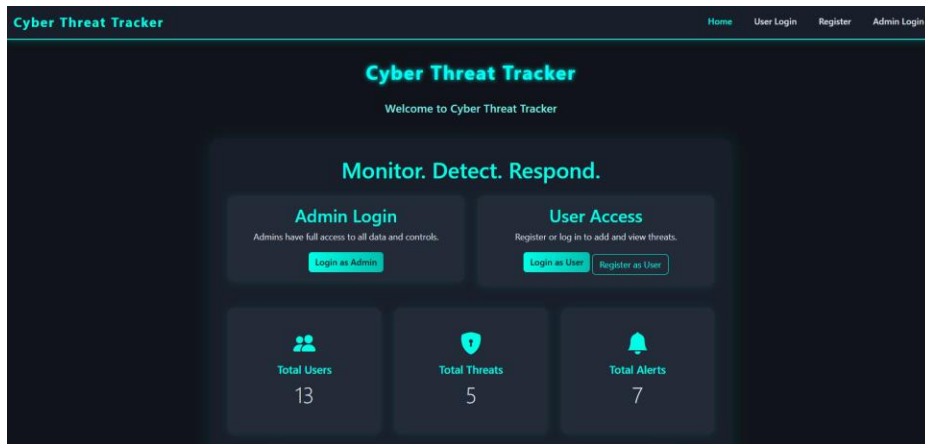 Cyber Threat Tracker
Home User Login Register Admin Login
Cyber Threat Tracker
Welcome to Cyber Threat Tracker
Monitor. Detect. Respond.
Admin Login
Admins have full access to all data and controls.
Login as Admin
User Access
Register or log in to add and view threats.
Login as User Register as User
Total Users
13
Total Threats
5
Total Alerts
7